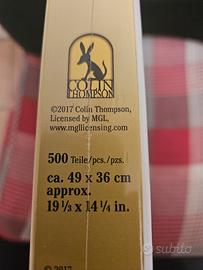 COLIN
THOMPSON
©2017 Colin Thompson,
Licensed by MGL,
www.mgllicensing.com
500 Teile/pcs./pzs.
ca. 49 x 36 cm
approx.
19 1/3 x 14 1/4 in.
©2017
subito